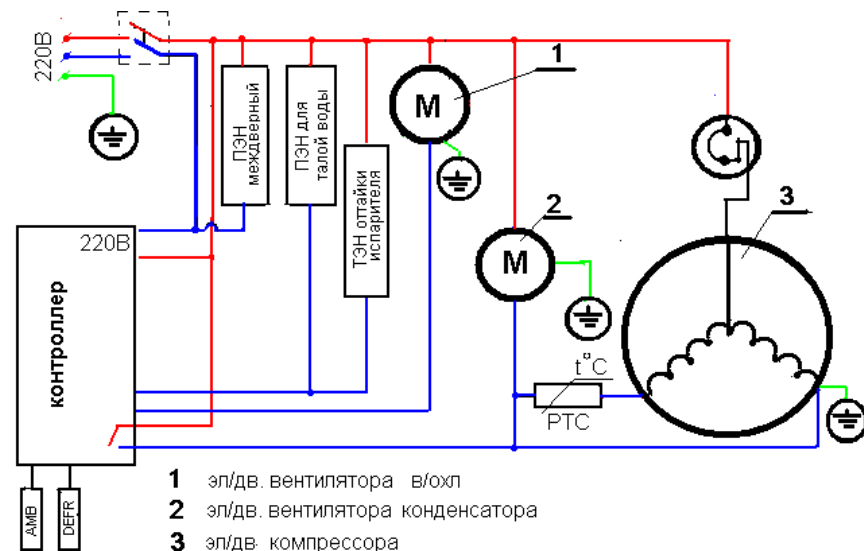 220В
ПЭН
междверный
ПЭН для
талой воды
ТЭН оттайки
испарителя
М
1
М
2
3
220В
контроллер
t°C
PTC
AMB
DEFR
1 эл/дв. вентилятора в/охл
2 эл/дв. вентилятора конденсатора
3 эл/дв. компрессора